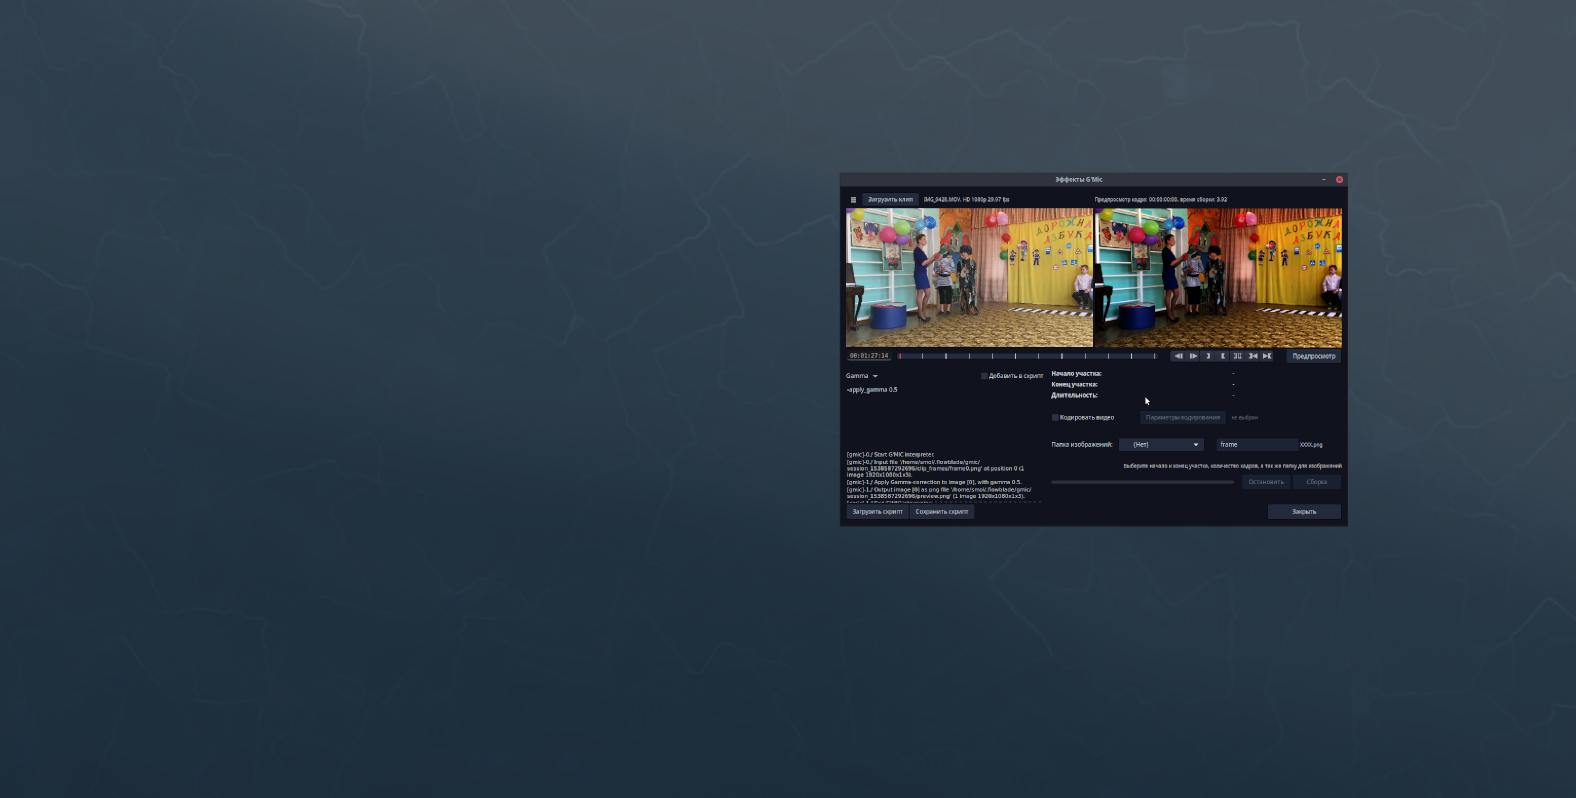 Эффекты G'Mic
Загрузить клип
IMG_0428.MOV, HD 1080p 29.97 fps
Предпросмотр кадра: 00:00:00:00, время сборки: 3.92
ДОРОЖНА
АЗБУКА
ДОРОЖНА
АЗБУКА
00:01:27:14
Предпросмотр
Gamma
Добавить в скрипт
-apply_gamma 0.5
Начало участка: -
Конец участка: -
Длительность: -
Кодировать видео
Параметры кодирования
не выбран
Папка изображений:
(Нет)
frame
XXXX.png
Выберите начало и конец участка, количество кадров, а так же папку для изображений
Остановить
Сборка
[gmic]-0./ Start G'MIC interpreter.
[gmic]-0./ Input file '/home/smol/.flowblade/gmic/
session_1538587292696/clip_frames/frame0.png' at position 0 (1
image 1920x1080x1x3).
[gmic]-1./ Apply Gamma-correction to image [0], with gamma 0.5.
[gmic]-1./ Output image [0] as png file '/home/smol/.flowblade/gmic/
session_1538587292696/preview.png' (1 image 1920x1080x1x3).
Загрузить скрипт
Сохранить скрипт
Закрыть